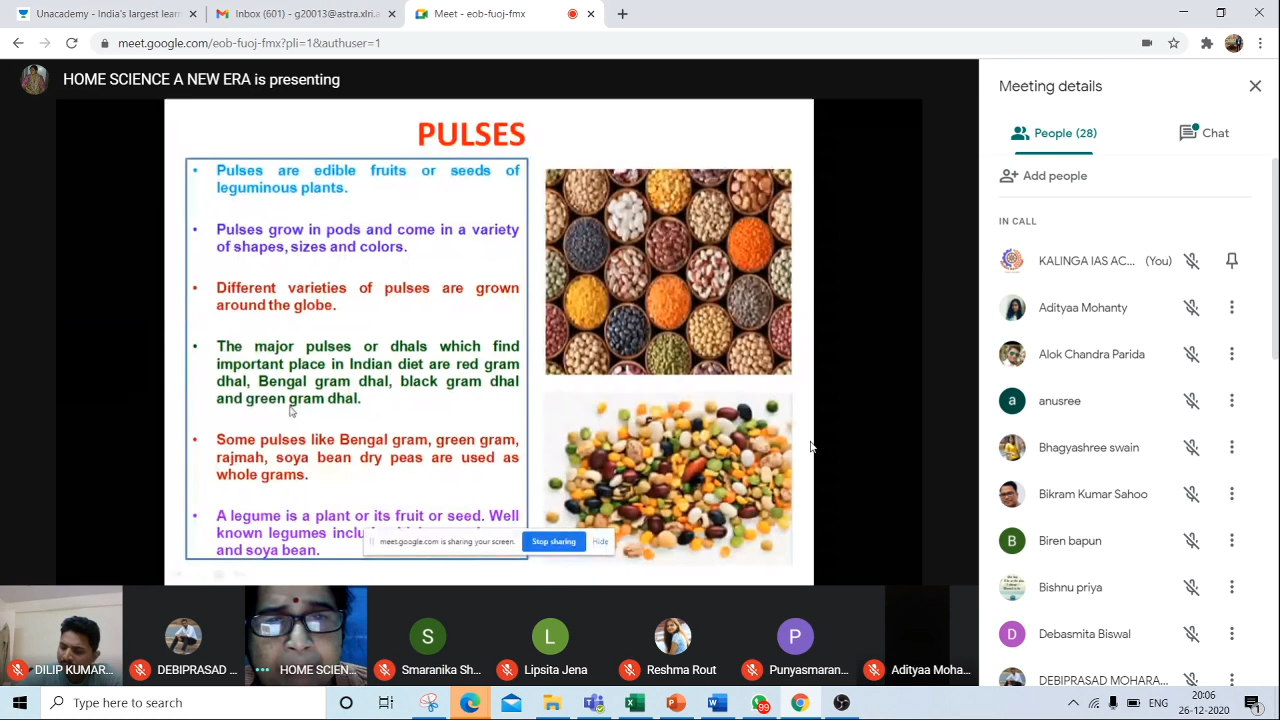 Unacademy - India's largest learn
Inbox (601) - g20013@astra.xlri.a
Meet - eob-fuoj-fmx
meet.google.com/eob-fuoj-fmx?pli=1&authuser=1
HOME SCIENCE A NEW ERA is presenting
PULSES
• Pulses are edible fruits or seeds of
leguminous plants.
• Pulses grow in pods and come in a variety
of shapes, sizes and colors.
• Different varieties of pulses are grown
around the globe.
• The major pulses or dhals which find
important place in Indian diet are red gram
dhal, Bengal gram dhal, black gram dhal
and green gram dhal.
• Some pulses like Bengal gram, green gram,
rajmah, soya bean dry peas are used as
whole grams.
• A legume is a plant or its fruit or seed. Well
known legumes
and soya bean.
meet.google.com is sharing your screen.
Stop sharing
Hide
DILIP KUMAR...
DEBIPRASAD ...
HOME SCIEN...
Smaranika Sh...
Lipsita Jena
Reshma Rout
Punyasmaran...
Adityaa Moha...
Meeting details
People (28)
Chat
Add people
IN CALL
KALINGA IAS AC... (You)
Adityaa Mohanty
Alok Chandra Parida
a anusree
Bhagyashree swain
Bikram Kumar Sahoo
B Biren bapun
Bishnu priya
D Debasmita Biswal
DEBIPRASAD MOHARA...
S
L
P
Type here to search
99
ENG
20:06
26-12-2020
1